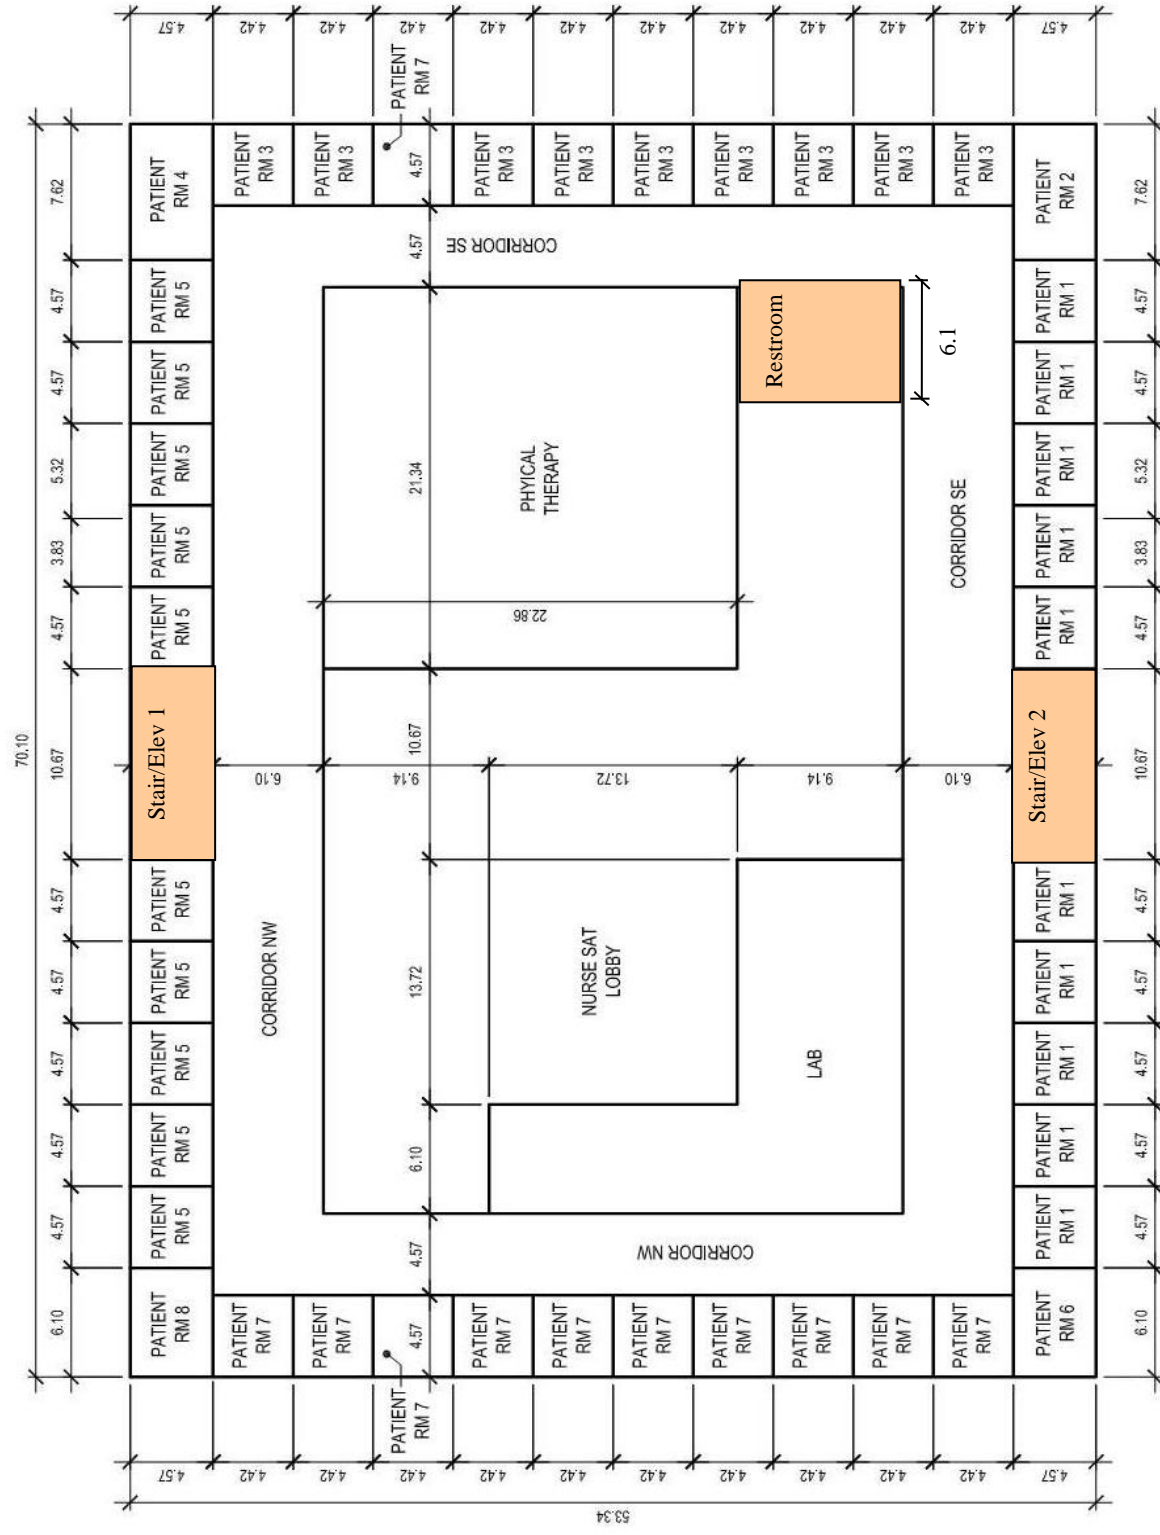 70.10
6.10
4.57
4.57
4.57
4.57
4.57
10.67
4.57
3.83
5.32
4.57
4.57
7.62
4.57
PATIENT
RM 8
PATIENT
RM 5
PATIENT
RM 5
PATIENT
RM 5
PATIENT
RM 5
PATIENT
RM 5
Stair/Elev 1
PATIENT
RM 5
PATIENT
RM 5
PATIENT
RM 5
PATIENT
RM 5
PATIENT
RM 5
PATIENT
RM 4
4.57
53.34
4.42
4.42
4.42
4.42
4.42
4.42
4.42
4.42
4.42
4.42
PATIENT
RM 7
PATIENT
RM 7
PATIENT
RM 7
PATIENT
RM 7
PATIENT
RM 7
PATIENT
RM 7
PATIENT
RM 7
PATIENT
RM 7
PATIENT
RM 7
PATIENT
RM 7
CORRIDOR NW
CORRIDOR NW
4.57
4.57
6.10
13.72
10.67
21.34
4.57
4.57
6.10
9.14
13.72
9.14
6.10
22.86
NURSE SAT
LOBBY
LAB
PHYICAL
THERAPY
Restroom
6.1
CORRIDOR SE
CORRIDOR SE
PATIENT
RM 3
PATIENT
RM 3
PATIENT
RM 7
PATIENT
RM 3
PATIENT
RM 3
PATIENT
RM 3
PATIENT
RM 3
PATIENT
RM 3
PATIENT
RM 3
PATIENT
RM 3
4.42
4.42
4.42
4.42
4.42
4.42
4.42
4.42
4.42
4.42
4.57
PATIENT
RM 6
PATIENT
RM 1
PATIENT
RM 1
PATIENT
RM 1
PATIENT
RM 1
PATIENT
RM 1
Stair/Elev 2
PATIENT
RM 1
PATIENT
RM 1
PATIENT
RM 1
PATIENT
RM 1
PATIENT
RM 1
PATIENT
RM 2
4.57
6.10
4.57
4.57
4.57
4.57
4.57
10.67
4.57
3.83
5.32
4.57
4.57
7.62